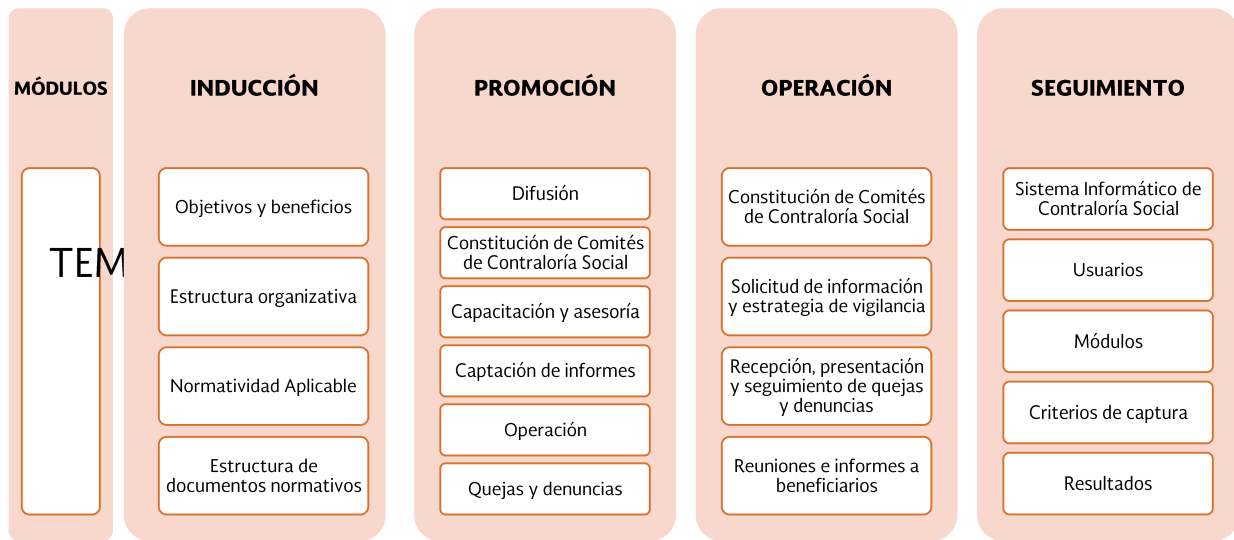 MÓDULOS
TEM
INDUCCIÓN
Objetivos y beneficios
Estructura organizativa
Normatividad Aplicable
Estructura de
documentos normativos
PROMOCIÓN
Difusión
Constitución de Comités
de Contraloría Social
Capacitación y asesoría
Captación de informes
Operación
Quejas y denuncias
OPERACIÓN
Constitución de Comités
de Contraloría Social
Solicitud de información
y estrategia de vigilancia
Recepción, presentación
y seguimiento de quejas
y denuncias
Reuniones e informes a
beneficiarios
SEGUIMIENTO
Sistema Informático de
Contraloría Social
Usuarios
Módulos
Criterios de captura
Resultados